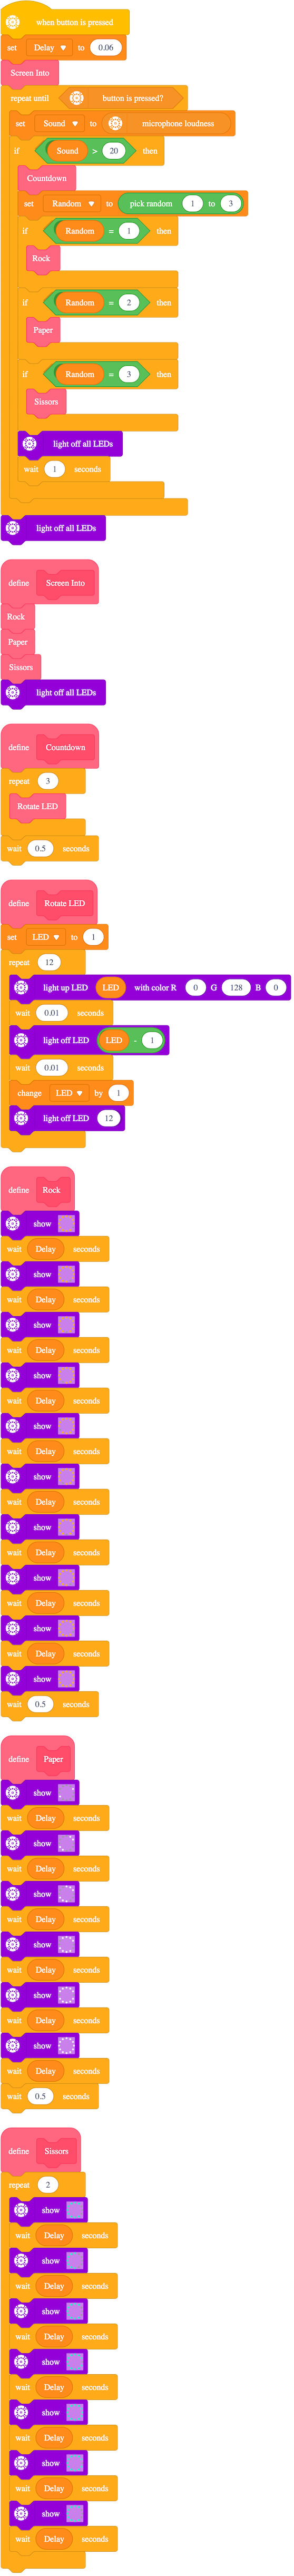 when button is pressed
set Delay to 0.06
Screen Into
repeat until button is pressed?
set Sound to microphone loudness
if Sound > 20 then
Countdown
set Random to pick random 1 to 3
if Random = 1 then
Rock
if Random = 2 then
Paper
if Random = 3 then
Sissors
light off all LEDs
wait 1 seconds
light off all LEDs
define Screen Into
Rock
Paper
Sissors
light off all LEDs
define Countdown
repeat 3
Rotate LED
wait 0.5 seconds
define Rotate LED
set LED to 1
repeat 12
light up LED LED with color R 0 G 128 B 0
wait 0.01 seconds
light off LED LED - 1
wait 0.01 seconds
change LED by 1
light off LED 12
define Rock
show
wait Delay seconds
show
wait Delay seconds
show
wait Delay seconds
show
wait Delay seconds
show
wait Delay seconds
show
wait Delay seconds
show
wait Delay seconds
show
wait Delay seconds
show
wait Delay seconds
show
wait 0.5 seconds
define Paper
show
wait Delay seconds
show
wait Delay seconds
show
wait Delay seconds
show
wait Delay seconds
show
wait Delay seconds
show
wait Delay seconds
wait 0.5 seconds
define Sissors
repeat 2
show
wait Delay seconds
show
wait Delay seconds
show
wait Delay seconds
show
wait Delay seconds
show
wait Delay seconds
show
wait Delay seconds
show
wait Delay seconds